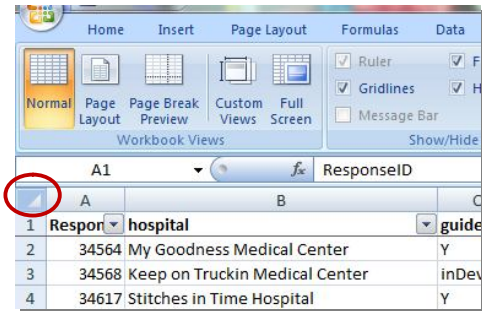 Home Insert Page Layout Formulas Data
Normal Page Layout Page Break Preview Custom Views Full Screen
Ruler F
Gridlines H
Message Bar
Workbook Views Show/Hide
A1 fx ResponseID
A B C
1 Respon hospital guide
2 34564 My Goodness Medical Center Y
3 34568 Keep on Truckin Medical Center inDev
4 34617 Stitches in Time Hospital Y